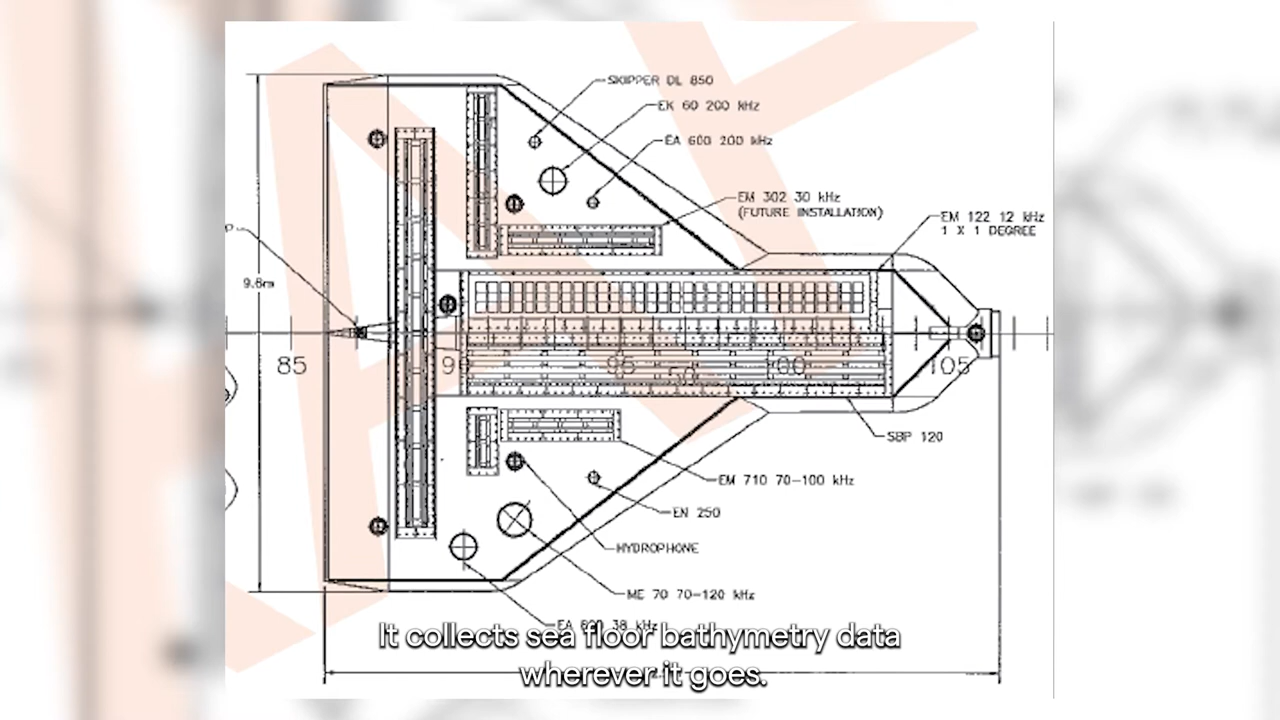 SKIPPER DL 850
EK 60 200 kHz
EA 600 200 kHz
EM 302 30 kHz
(FUTURE INSTALLATION)
EM 122 12 kHz
1 X 1 DEGREE
9.6m
85
95
100
105
SBP 120
EM 710 70-100 kHz
EN 250
HYDROPHONE
ME 70 70-120 kHz
EA 600 38 kHz
It collects sea floor bathymetry data
wherever it goes.